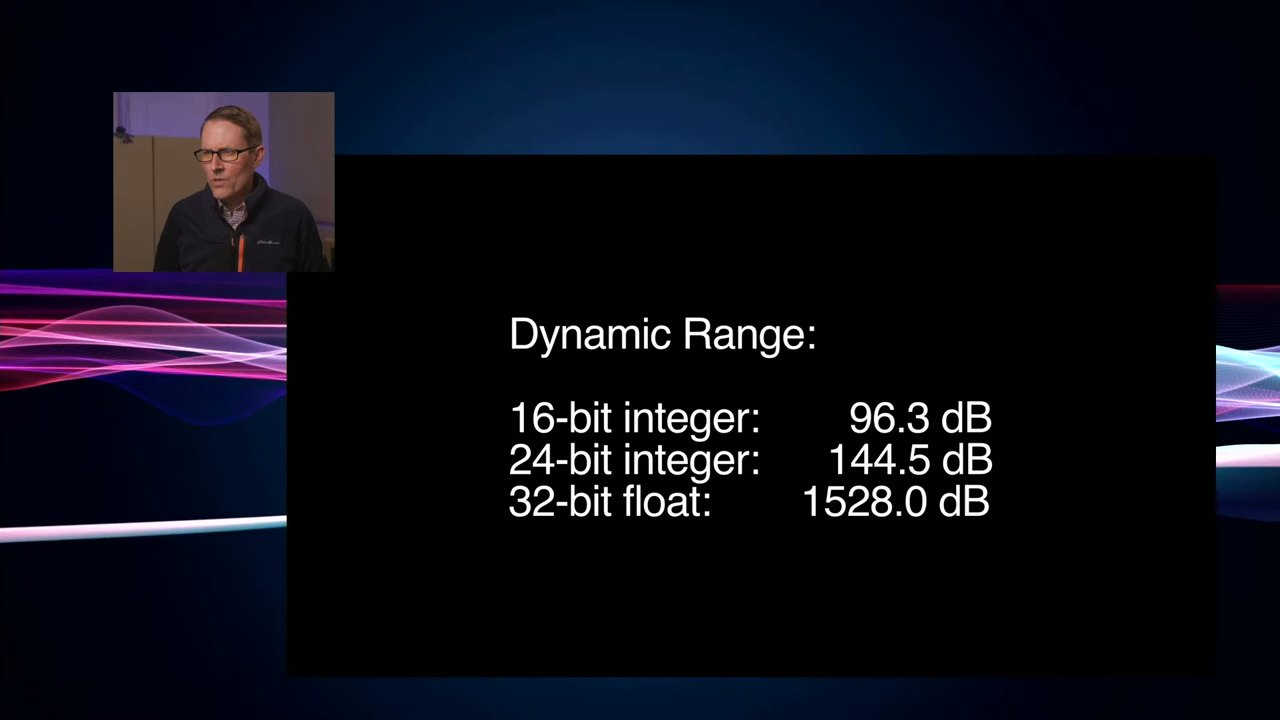 Dynamic Range:
16-bit integer: 96.3 dB
24-bit integer: 144.5 dB
32-bit float: 1528.0 dB